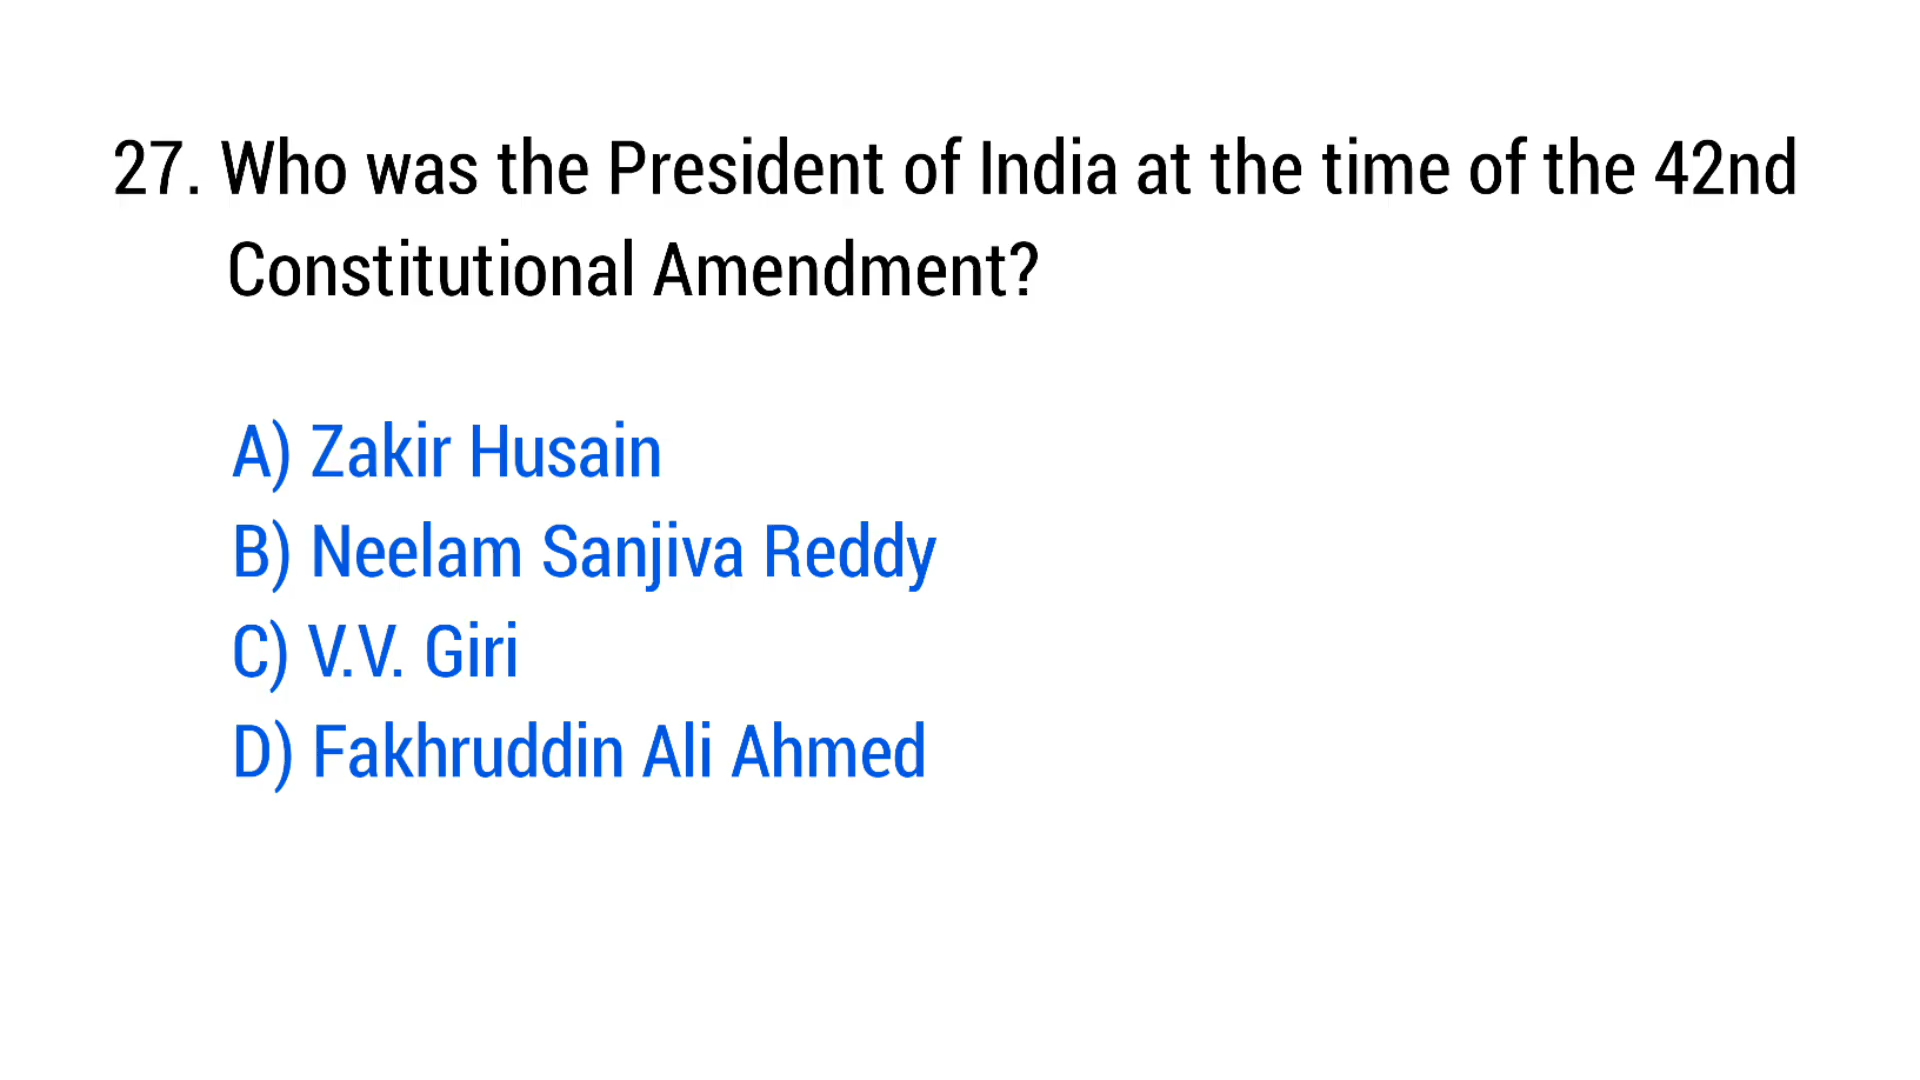 27. Who was the President of India at the time of the 42nd
Constitutional Amendment?
A) Zakir Husain
B) Neelam Sanjiva Reddy
C) V.V. Giri
D) Fakhruddin Ali Ahmed